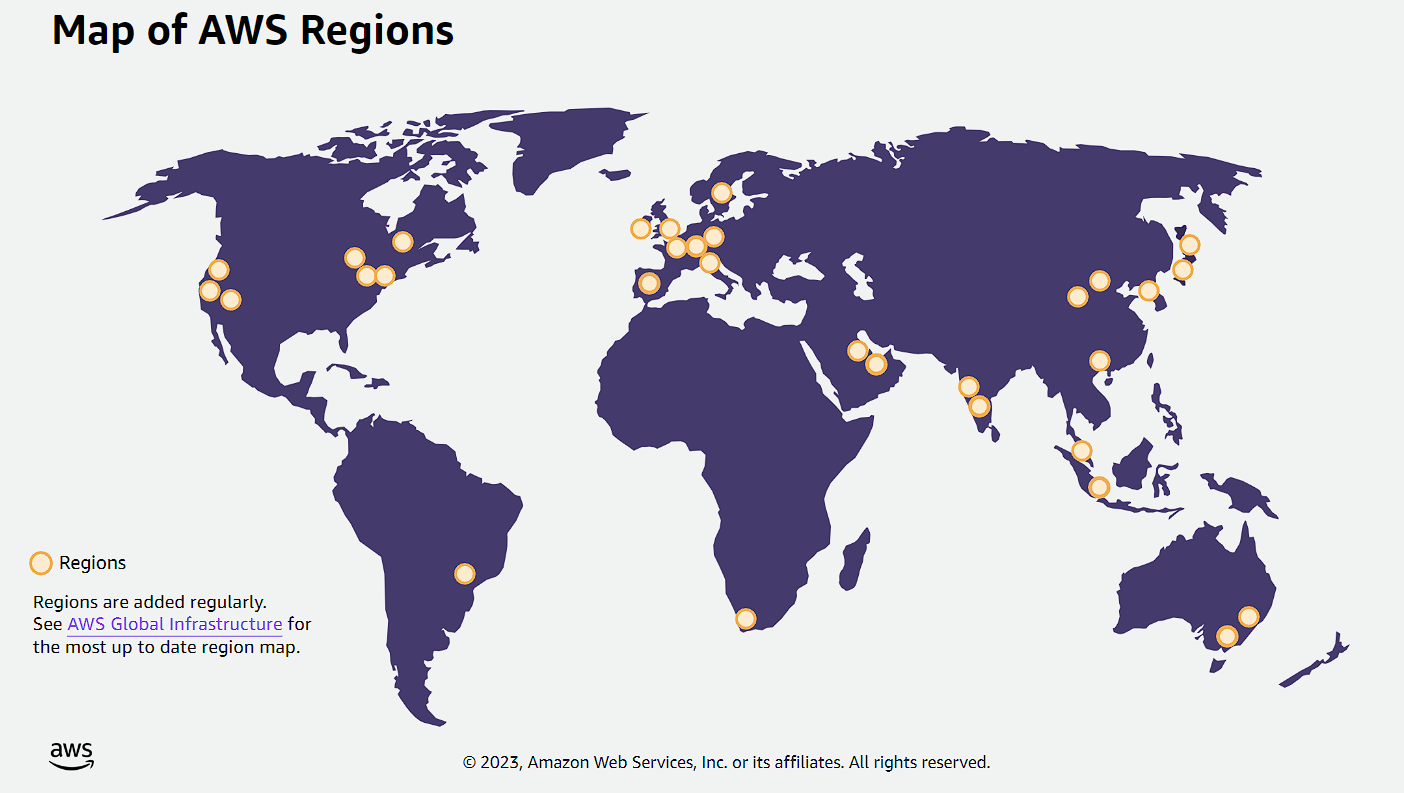 Map of AWS Regions
Regions
Regions are added regularly.
See AWS Global Infrastructure for
the most up to date region map.
aws
© 2023, Amazon Web Services, Inc. or its affiliates. All rights reserved.